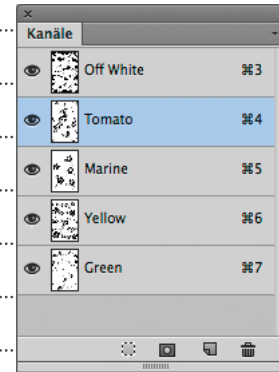 Kanäle
Off White ⌘3
Tomato ⌘4
Marine ⌘5
Yellow ⌘6
Green ⌘7